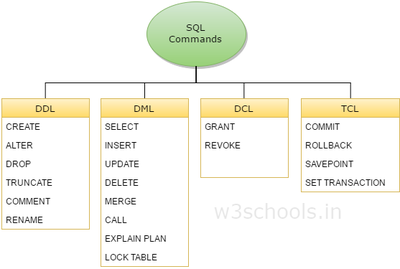 SQL
Commands
DDL
CREATE
ALTER
DROP
TRUNCATE
COMMENT
RENAME
DML
SELECT
INSERT
UPDATE
DELETE
MERGE
CALL
EXPLAIN PLAN
LOCK TABLE
DCL
GRANT
REVOKE
TCL
COMMIT
ROLLBACK
SAVEPOINT
SET TRANSACTION
w3schools.in